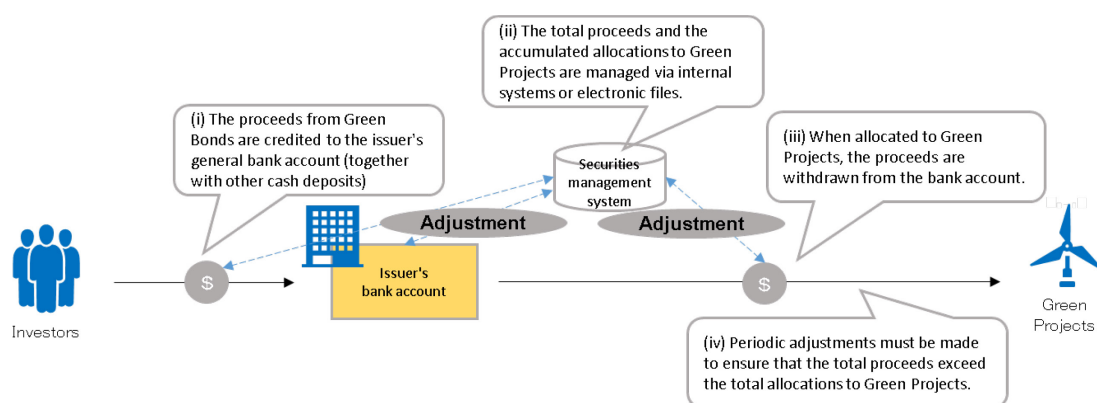 (ii) The total proceeds and the
accumulated allocations to Green
Projects are managed via internal
systems or electronic files.
(i) The proceeds from Green
Bonds are credited to the issuer's
general bank account (together
with other cash deposits)
(iii) When allocated to Green
Projects, the proceeds are
withdrawn from the bank account.
Securities
management
system
Adjustment
Adjustment
Investors
$
Issuer's
bank account
$
Green
Projects
(iv) Periodic adjustments must be made
to ensure that the total proceeds exceed
the total allocations to Green Projects.